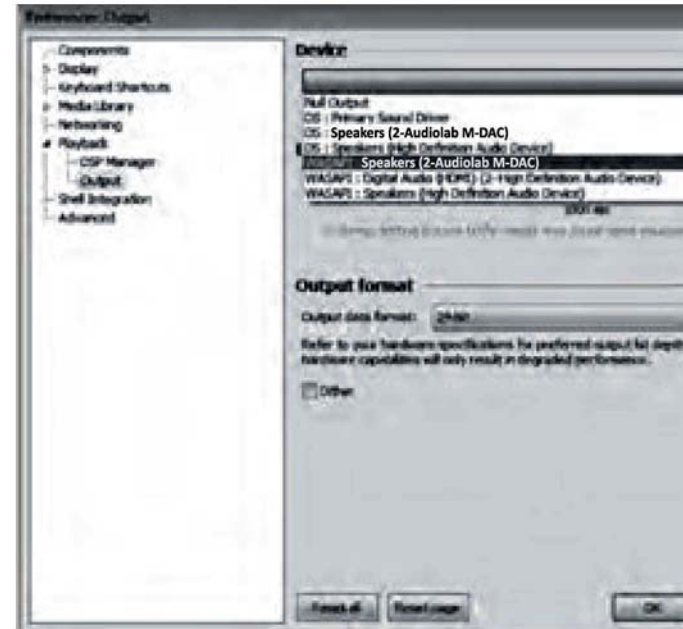 Preferences: Output
Components
Display
Keyboard Shortcuts
Media Library
Networking
Playback
DSP Manager
Output
Shell Integration
Advanced
Device
Null Output
DS : Primary Sound Driver
DS : Speakers (2-Audiolab M-DAC)
DS : Speakers (High Definition Audio Device)
WASAPI : Speakers (2-Audiolab M-DAC)
WASAPI : Digital Audio (HDMI) (2- High Definition Audio Device)
WASAPI : Speakers (High Definition Audio Device)
1000 ms
Output format
Output data format: 24-bit
Refer to your hardware specifications for preferred output bit depth
hardware capabilities will only result in degraded performance.
Dither
Reset all
Reset page
OK